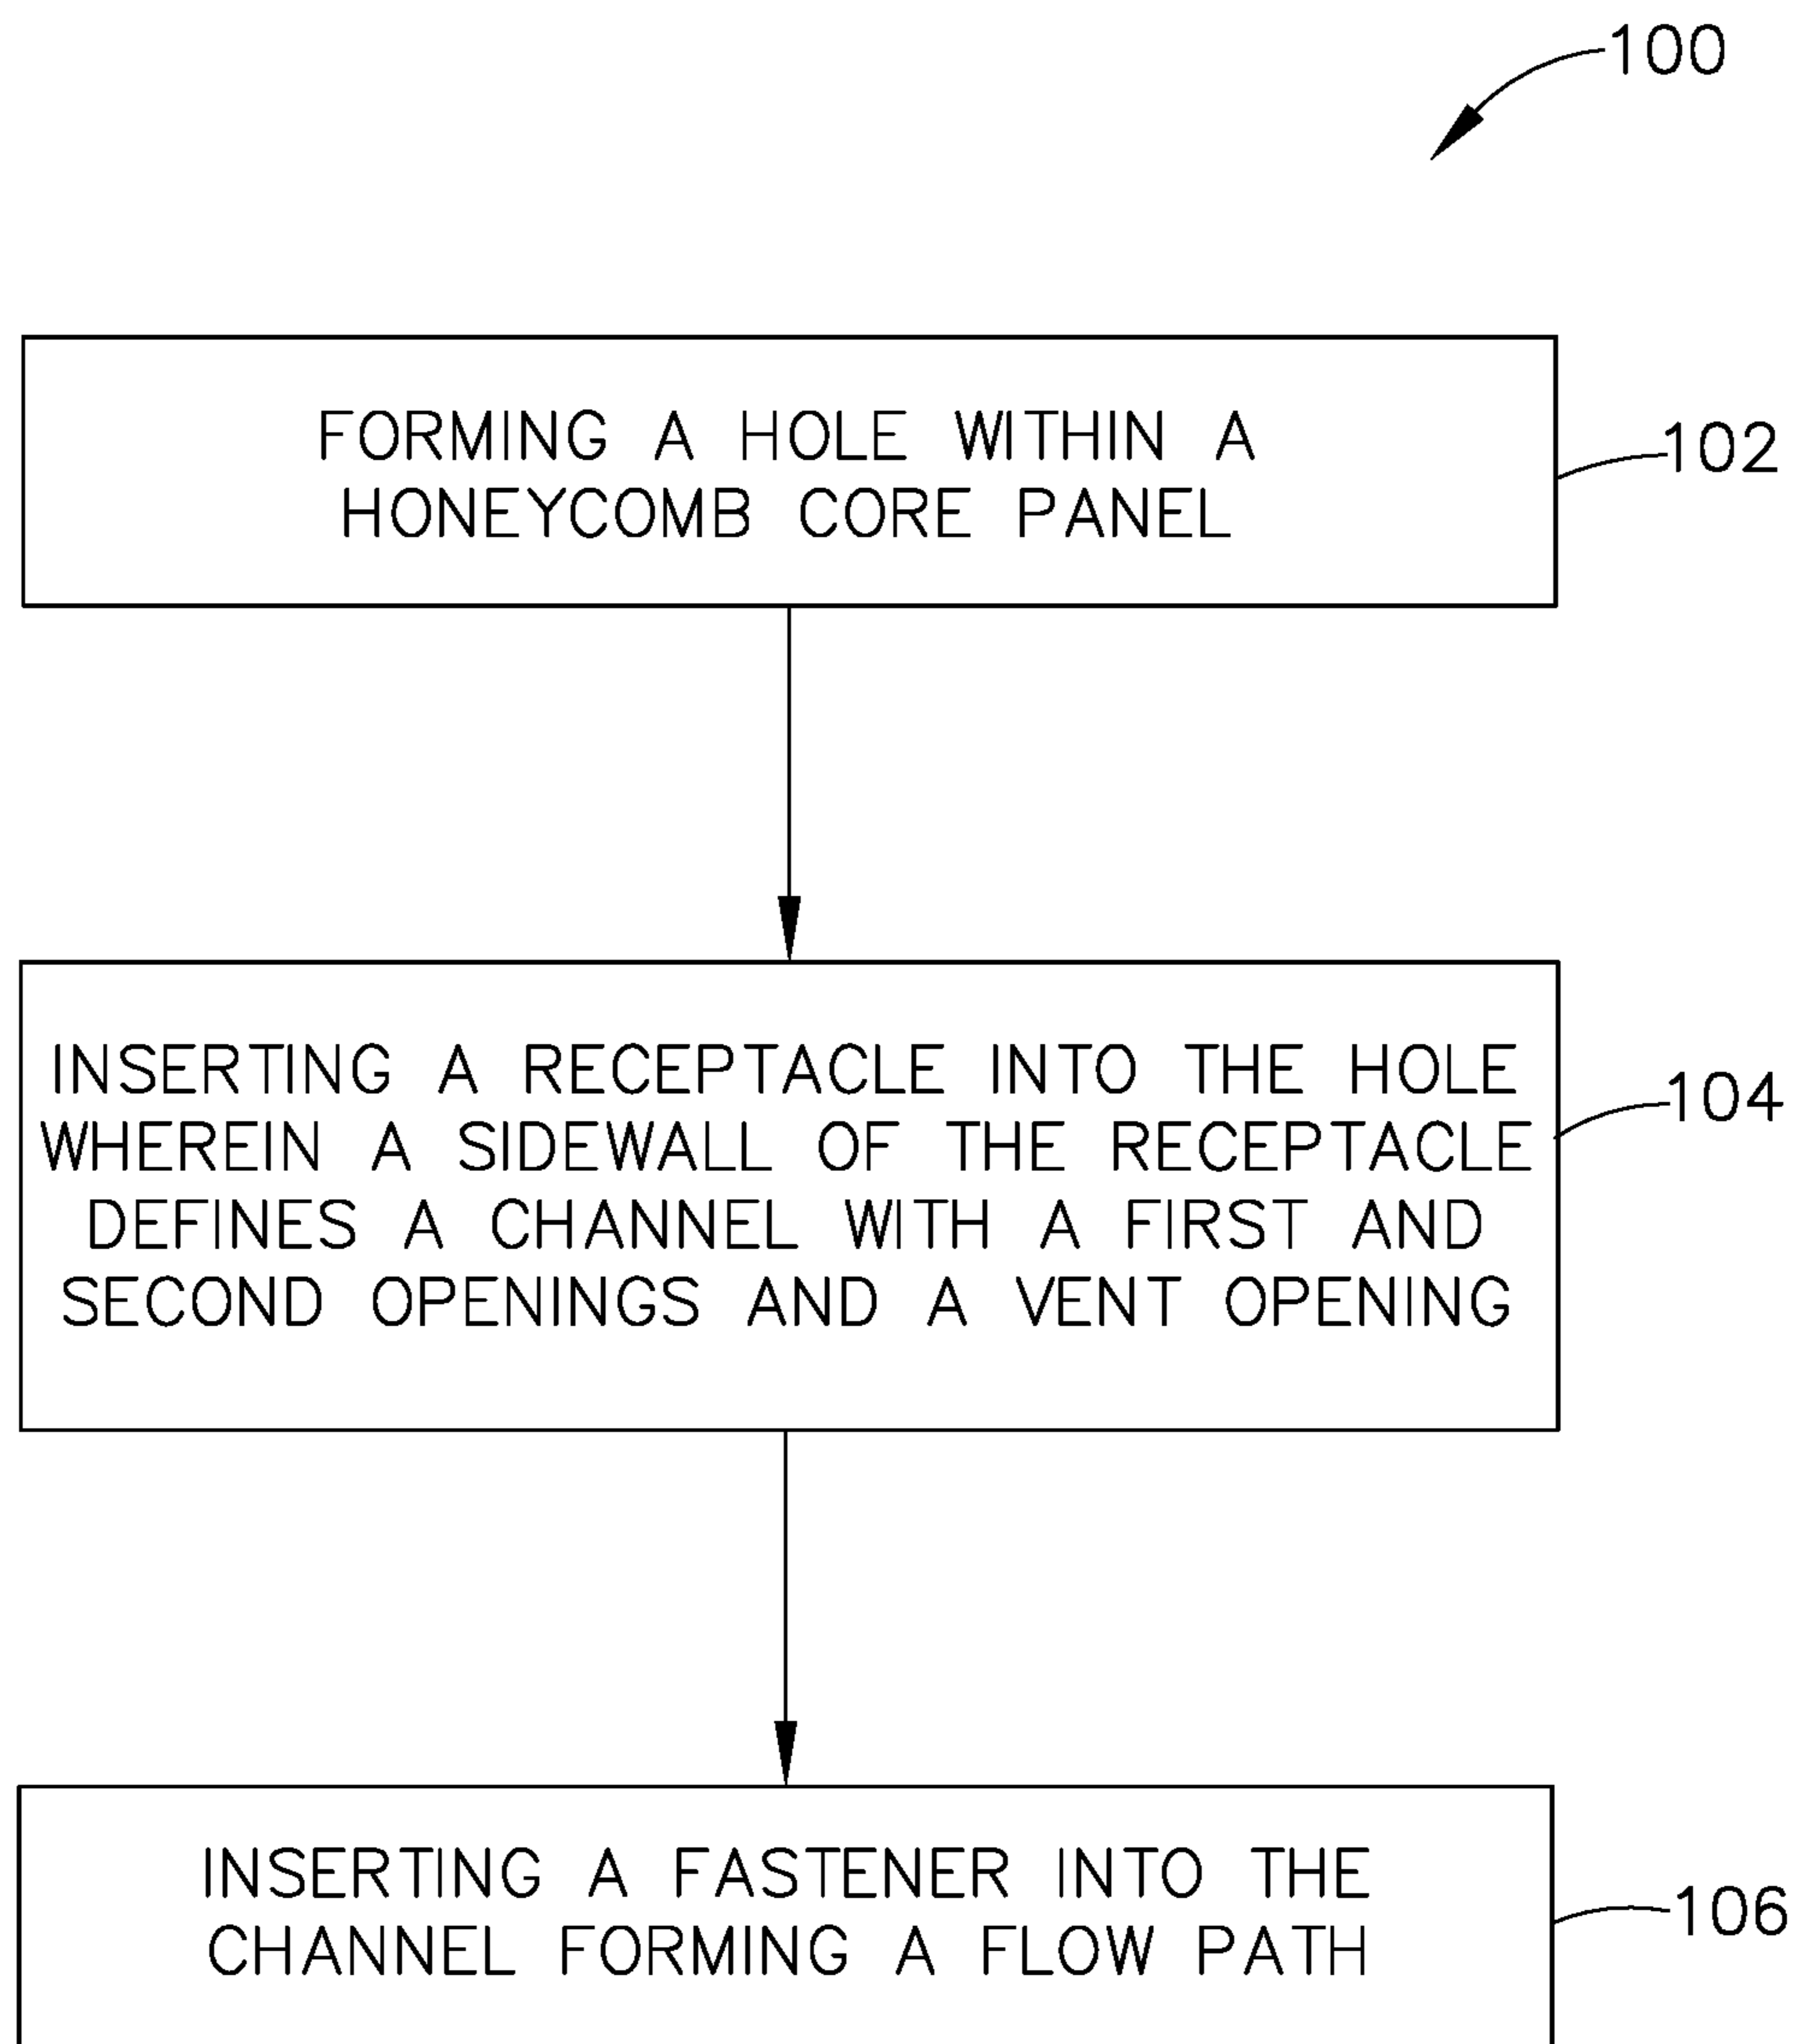 100
FORMING A HOLE WITHIN A
HONEYCOMB CORE PANEL
102
INSERTING A RECEPTACLE INTO THE HOLE
WHEREIN A SIDEWALL OF THE RECEPTACLE
DEFINES A CHANNEL WITH A FIRST AND
SECOND OPENINGS AND A VENT OPENING
104
INSERTING A FASTENER INTO THE
CHANNEL FORMING A FLOW PATH
106